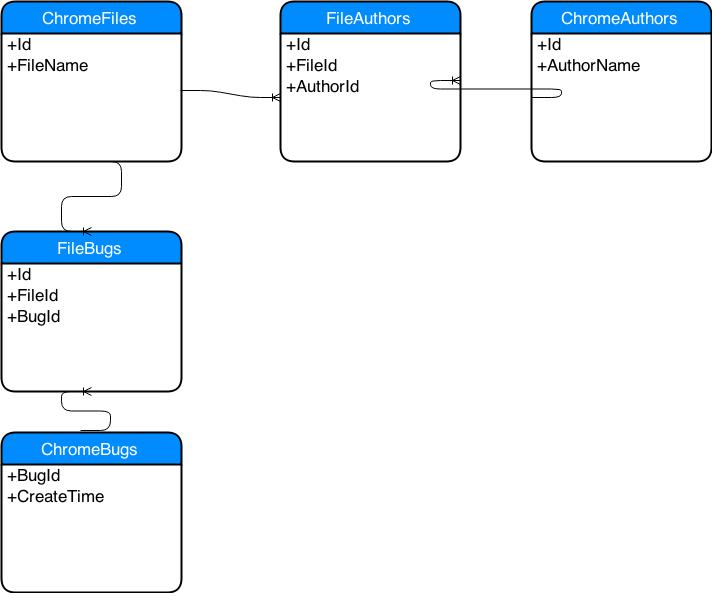 ChromeFiles
+Id
+FileName
FileAuthors
+Id
+FileId
+AuthorId
ChromeAuthors
+Id
+AuthorName
FileBugs
+Id
+FileId
+BugId
ChromeBugs
+BugId
+CreateTime